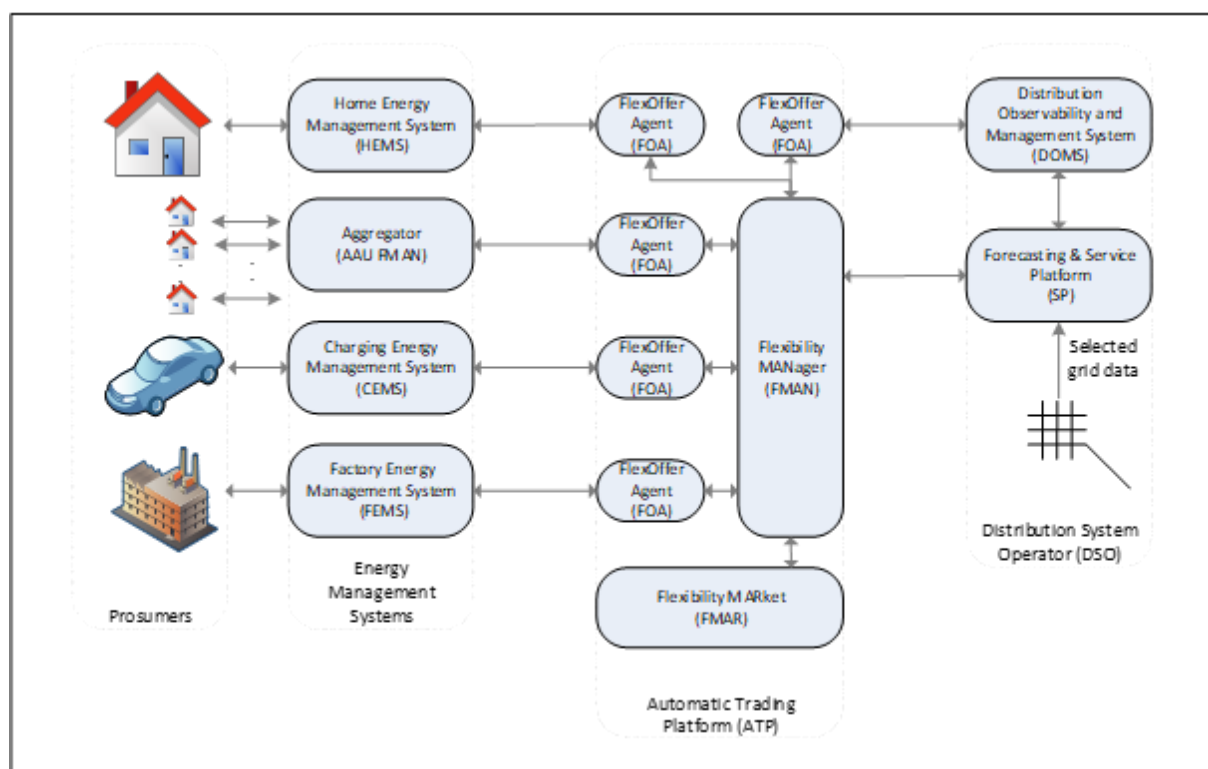 Home Energy
Management System
(HEMS)
FlexOffer
Agent
(FOA)
FlexOffer
Agent
(FOA)
Distribution
Observability and
Management System
(DOMS)
Aggregator
(AAU FMAN)
FlexOffer
Agent
(FOA)
Forecasting & Service
Platform
(SP)
Charging Energy
Management System
(CEMS)
FlexOffer
Agent
(FOA)
Flexibility
MANager
(FMAN)
Selected
grid data
Factory Energy
Management System
(FEMS)
FlexOffer
Agent
(FOA)
Distribution System
Operator (DSO)
Prosumers
Energy
Management
Systems
Flexibility MARket
(FMAR)
Automatic Trading
Platform (ATP)